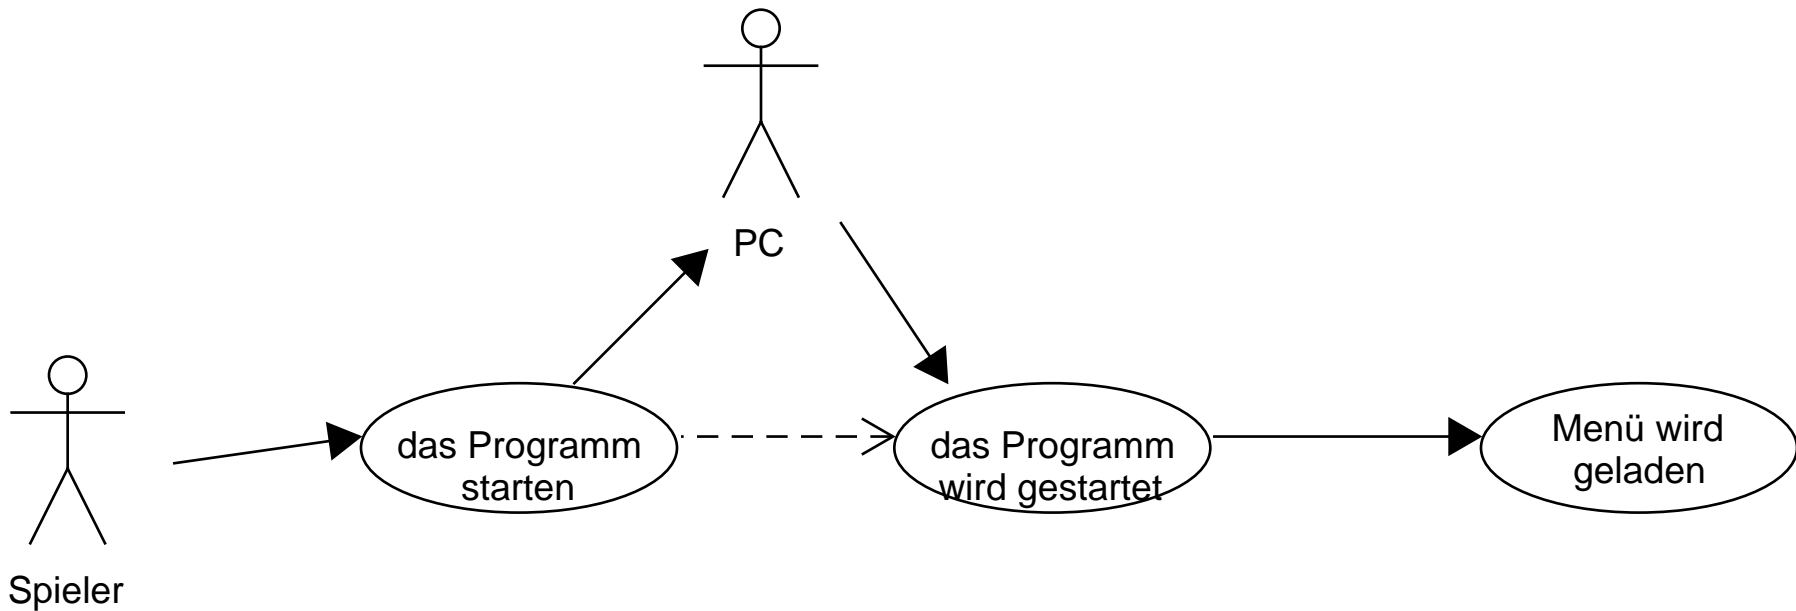 PC
das Programm
starten
das Programm
wird gestartet
Menü wird
geladen
Spieler